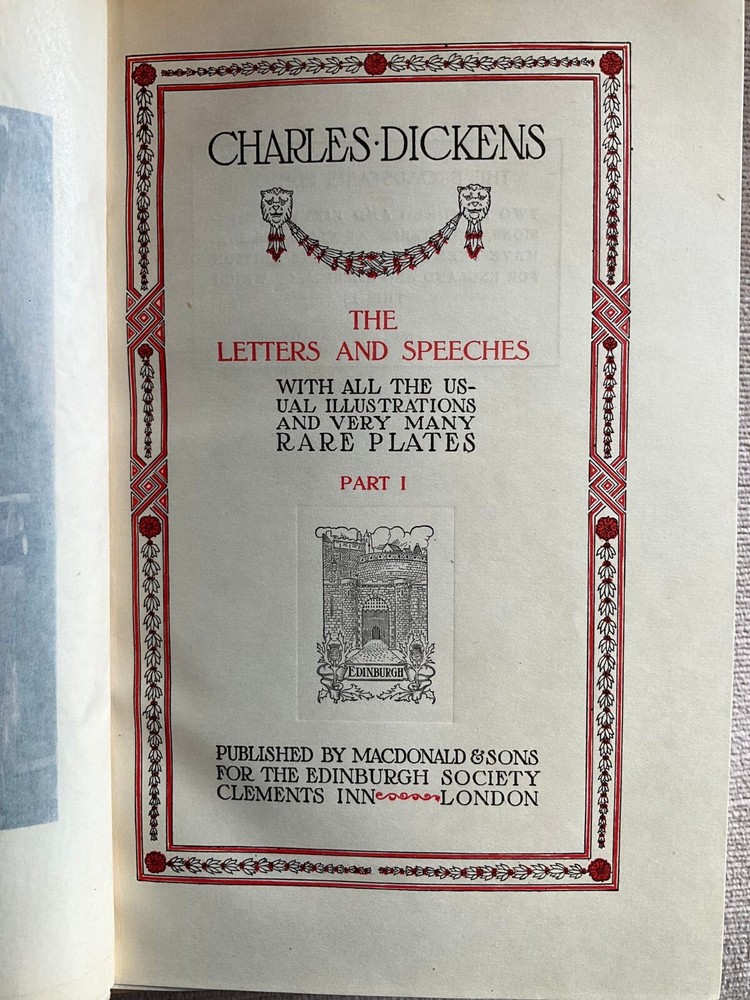 CHARLES·DICKENS
THE
LETTERS AND SPEECHES
WITH ALL THE US-
UAL ILLUSTRATIONS
AND VERY MANY
RARE PLATES
PART I
EDINBURGH
PUBLISHED BY MACDONALD & SONS
FOR THE EDINBURGH SOCIETY
CLEMENTS INN LONDON